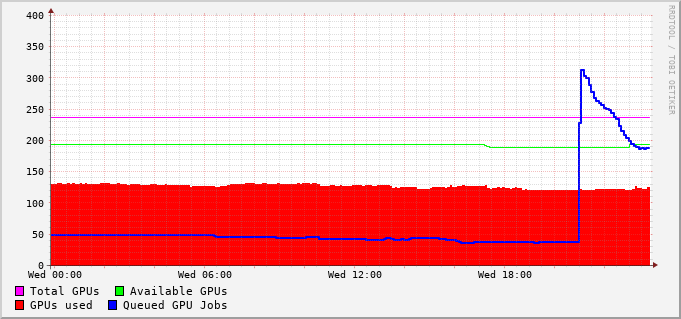 400
350
300
250
200
150
100
50
0
Wed 00:00 Wed 06:00 Wed 12:00 Wed 18:00
Total GPUs Available GPUs
GPUs used Queued GPU Jobs
RRDTOOL / TOBI OETIKER